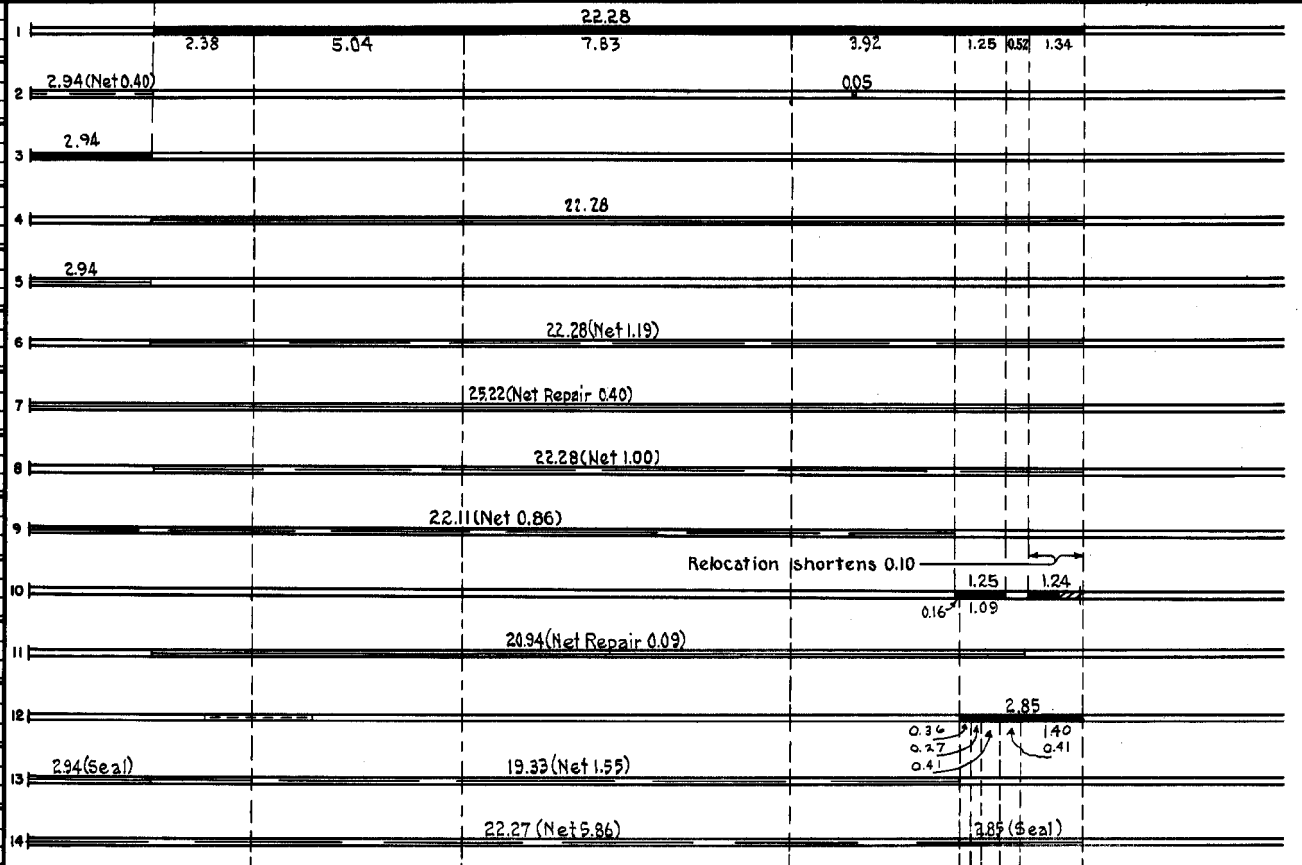 22.28
1
2.38 5.04 7.83 3.92 1.25 0.52 1.34
2.94 (Net 0.40) 0.05
2
2.94
3
22.28
4
2.94
5
22.28 (Net 1.19)
6
25.22 (Net Repair 0.40)
7
22.28 (Net 1.00)
8
22.11 (Net 0.86)
9
Relocation shortens 0.10
1.25 1.24
10
0.16 1.09
20.94 (Net Repair 0.09)
11
2.85
12
0.36 1.40
0.27 0.41
0.41
2.94 (Seal) 19.33 (Net 1.55)
13
22.27 (Net 5.86) 2.85 (Seal)
14